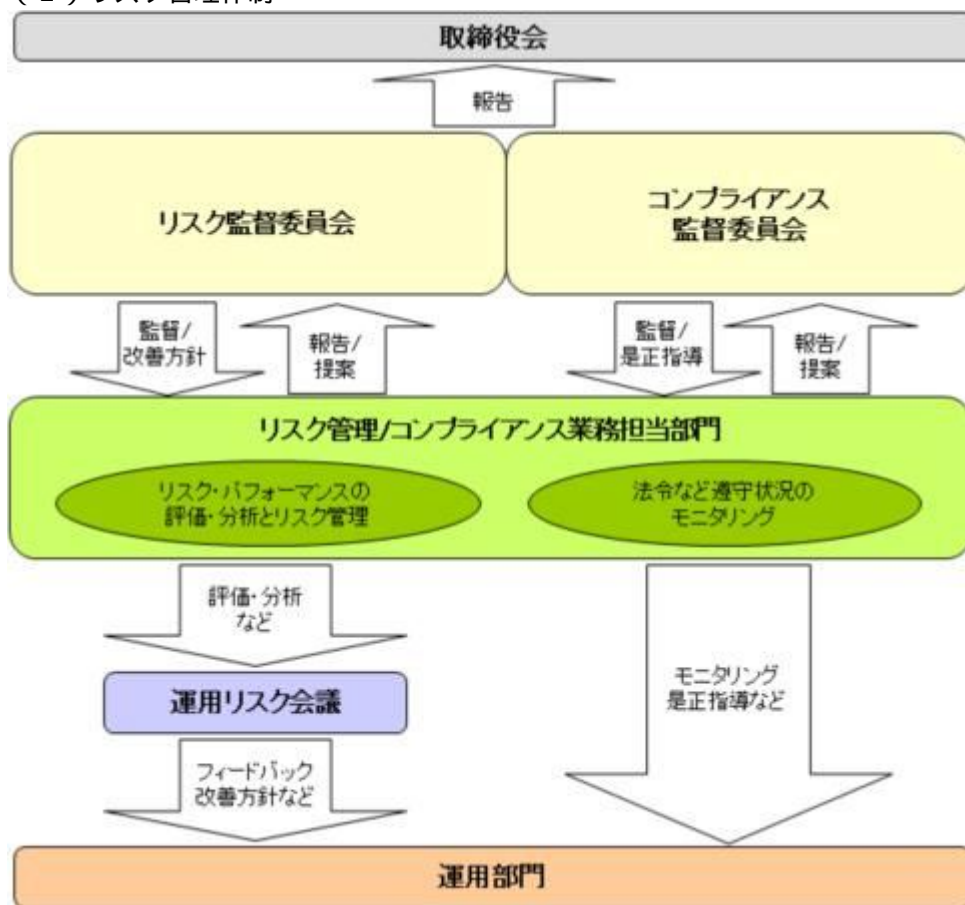 取締役会
報告
リスク監督委員会
コンプライアンス
監督委員会
監督/
改善方針
報告/
提案
監督/
是正指導
報告/
提案
リスク管理/コンプライアンス業務担当部門
リスク・パフォーマンスの
評価・分析とリスク管理
法令など遵守状況の
モニタリング
評価・分析
など
運用リスク会議
モニタリング
是正指導など
フィードバック
改善方針など
運用部門